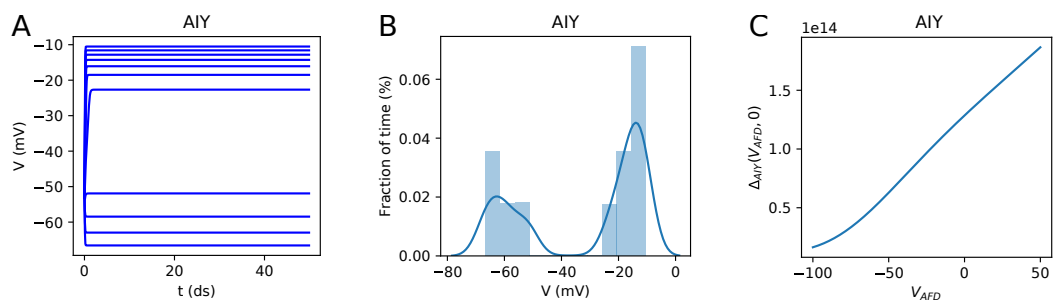 A
AIY
V (mV)
−10
−20
−30
−40
−50
−60
0
20
40
t (ds)
B
AIY
Fraction of time (%)
0.06
0.04
0.02
0.00
−80
−60
−40
−20
0
V (mV)
C
AIY
1e14
Δ_AIY(V_AFD, 0)
1.5
1.0
0.5
−100
−50
0
50
V_AFD